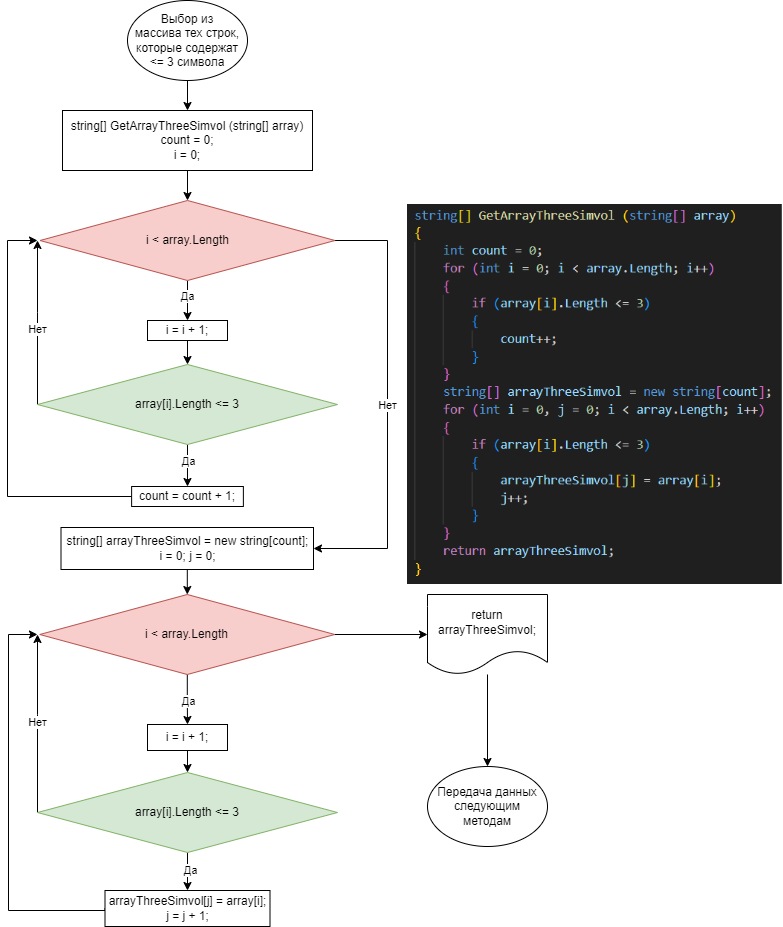 Выбор из
массива тех строк,
которые содержат
<= 3 символа
string[] GetArrayThreeSimvol (string[] array)
count = 0;
i = 0;
i < array.Length
Да
i = i + 1;
Нет
array[i].Length <= 3
Нет
Да
count = count + 1;
string[] arrayThreeSimvol = new string[count];
i = 0; j = 0;
i < array.Length
Да
Нет
i = i + 1;
array[i].Length <= 3
Да
arrayThreeSimvol[j] = array[i];
j = j + 1;
string[] GetArrayThreeSimvol (string[] array)
{
int count = 0;
for (int i = 0; i < array.Length; i++)
{
if (array[i].Length <= 3)
{
count++;
}
}
string[] arrayThreeSimvol = new string[count];
for (int i = 0, j = 0; i < array.Length; i++)
{
if (array[i].Length <= 3)
{
arrayThreeSimvol[j] = array[i];
j++;
}
}
return arrayThreeSimvol;
}
return
arrayThreeSimvol;
Передача данных
следующим
методам